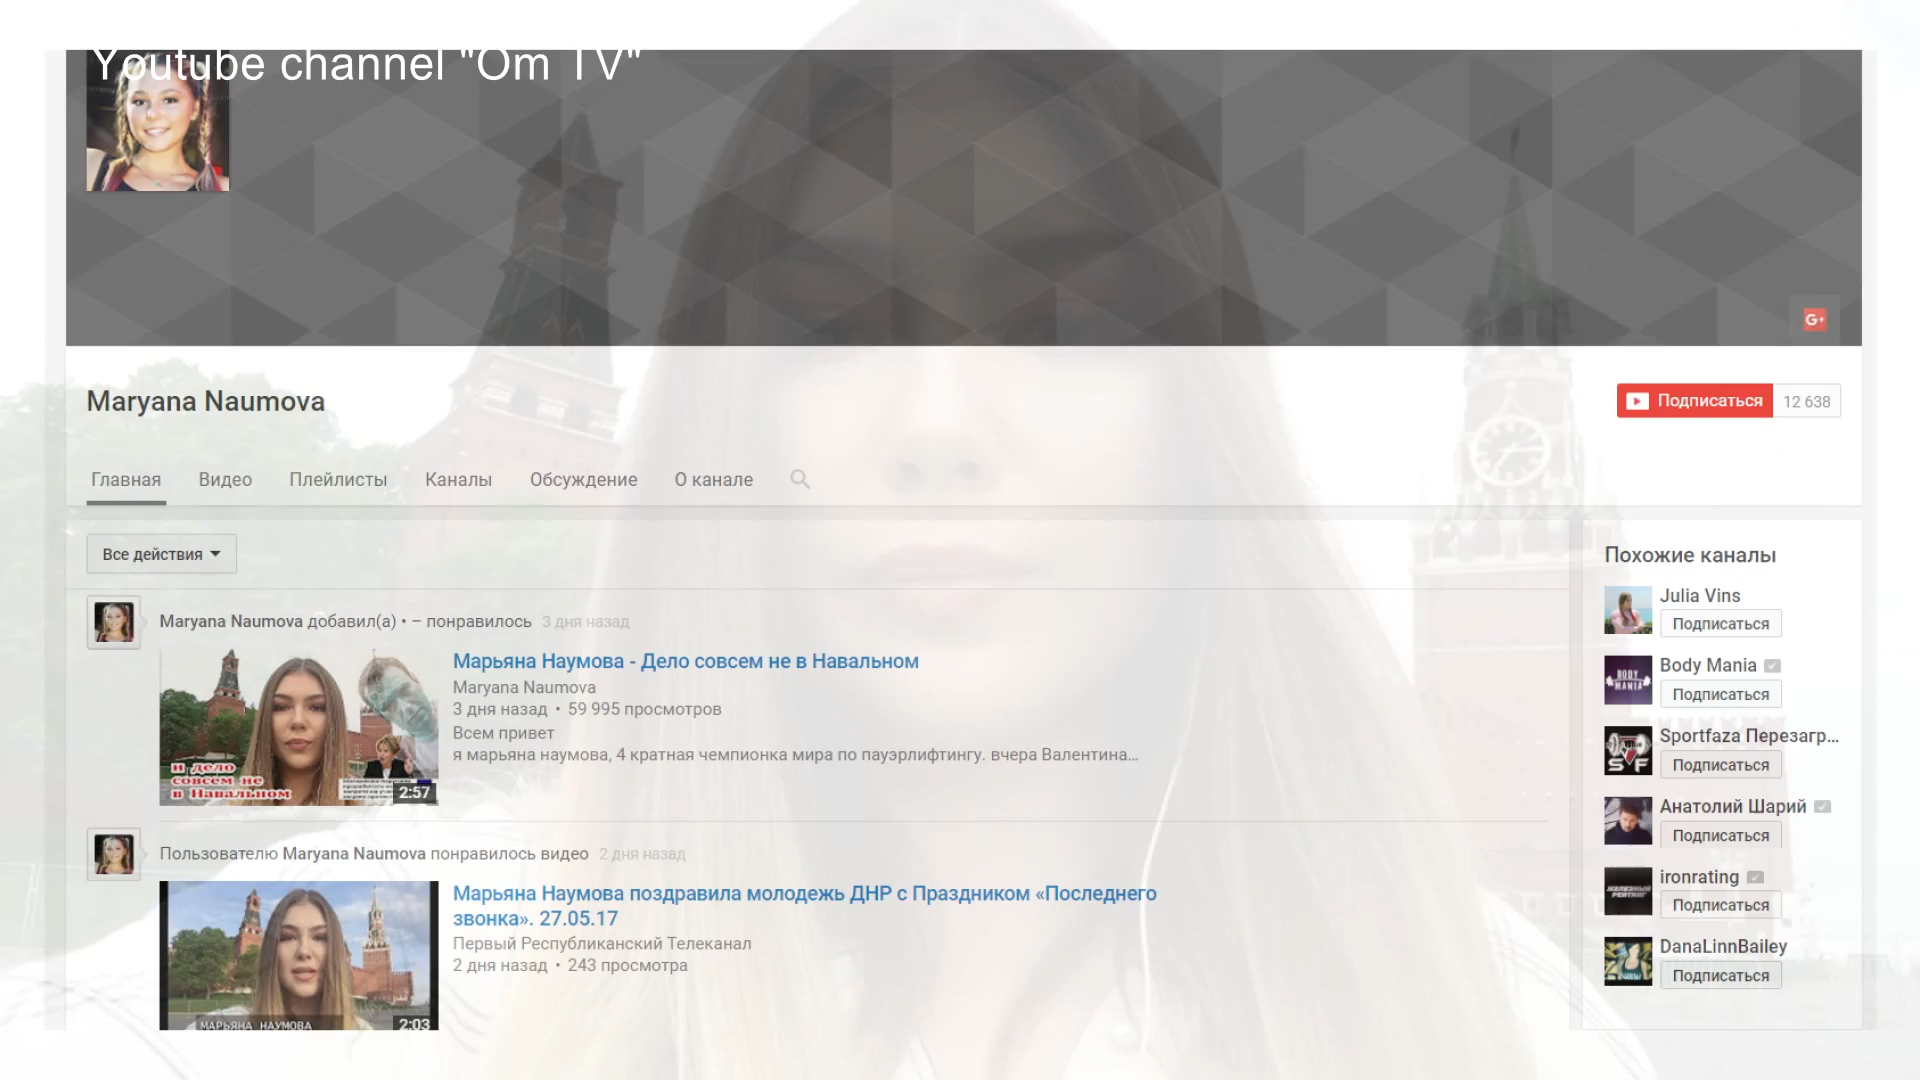 Youtube channel "Om TV"
G+
Maryana Naumova
Подписаться 12 638
Главная Видео Плейлисты Каналы Обсуждение О канале
Все действия
Похожие каналы
Maryana Naumova добавил(а) • – понравилось 3 дня назад
Марьяна Наумова - Дело совсем не в Навальном
Maryana Naumova
3 дня назад • 59 995 просмотров
Всем привет
я марьяна наумова, 4 кратная чемпионка мира по пауэрлифтингу. вчера Валентина...
и дело
совсем не
в Навальном
2:57
Пользователю Maryana Naumova понравилось видео 2 дня назад
Марьяна Наумова поздравила молодежь ДНР с Праздником «Последнего
звонка». 27.05.17
Первый Республиканский Телеканал
2 дня назад • 243 просмотра
МАРЬЯНА НАУМОВА
2:03
Julia Vins
Подписаться
BODY
MANIA
Body Mania
Подписаться
SF
Sportfaza Перезагр...
Подписаться
Анатолий Шарий
Подписаться
ЖЕЛЕЗНЫЙ
РЕЙТИНГ
ironrating
Подписаться
DanaLinnBailey
Подписаться